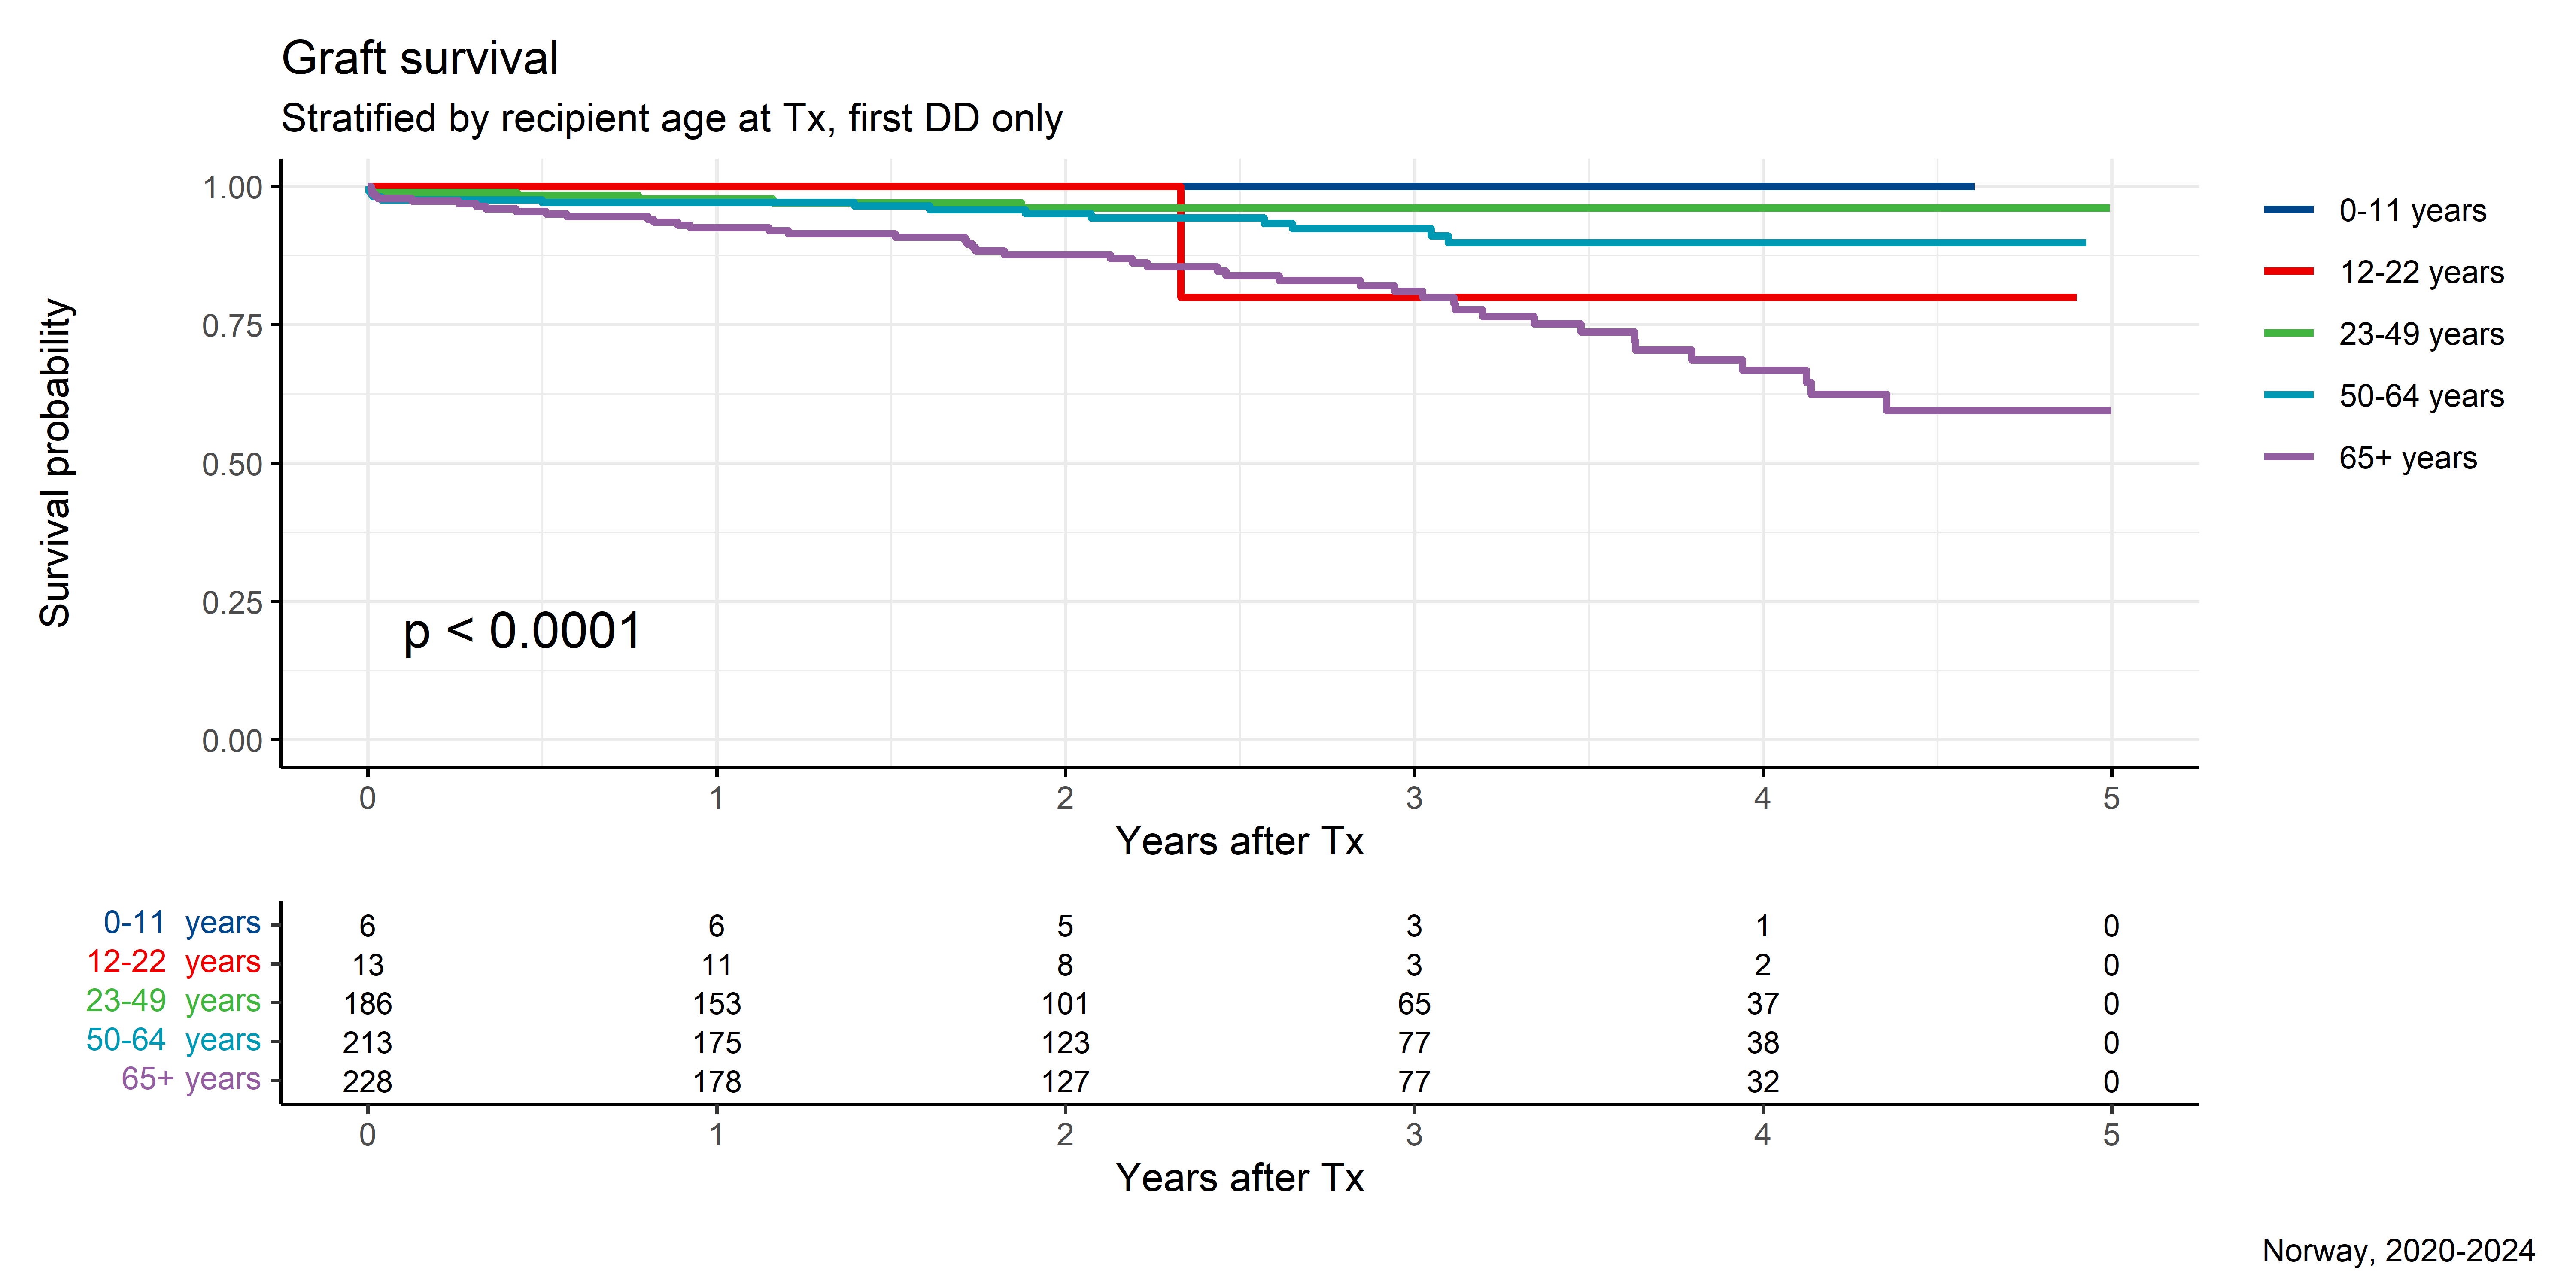 Graft survival
Stratified by recipient age at Tx, first DD only
Survival probability
1.00
0.75
0.50
0.25
0.00
p < 0.0001
0 1 2 3 4 5
Years after Tx
0-11 years
12-22 years
23-49 years
50-64 years
65+ years
0-11 years 6 6 5 3 1 0
12-22 years 13 11 8 3 2 0
23-49 years 186 153 101 65 37 0
50-64 years 213 175 123 77 38 0
65+ years 228 178 127 77 32 0
0 1 2 3 4 5
Years after Tx
Norway, 2020-2024